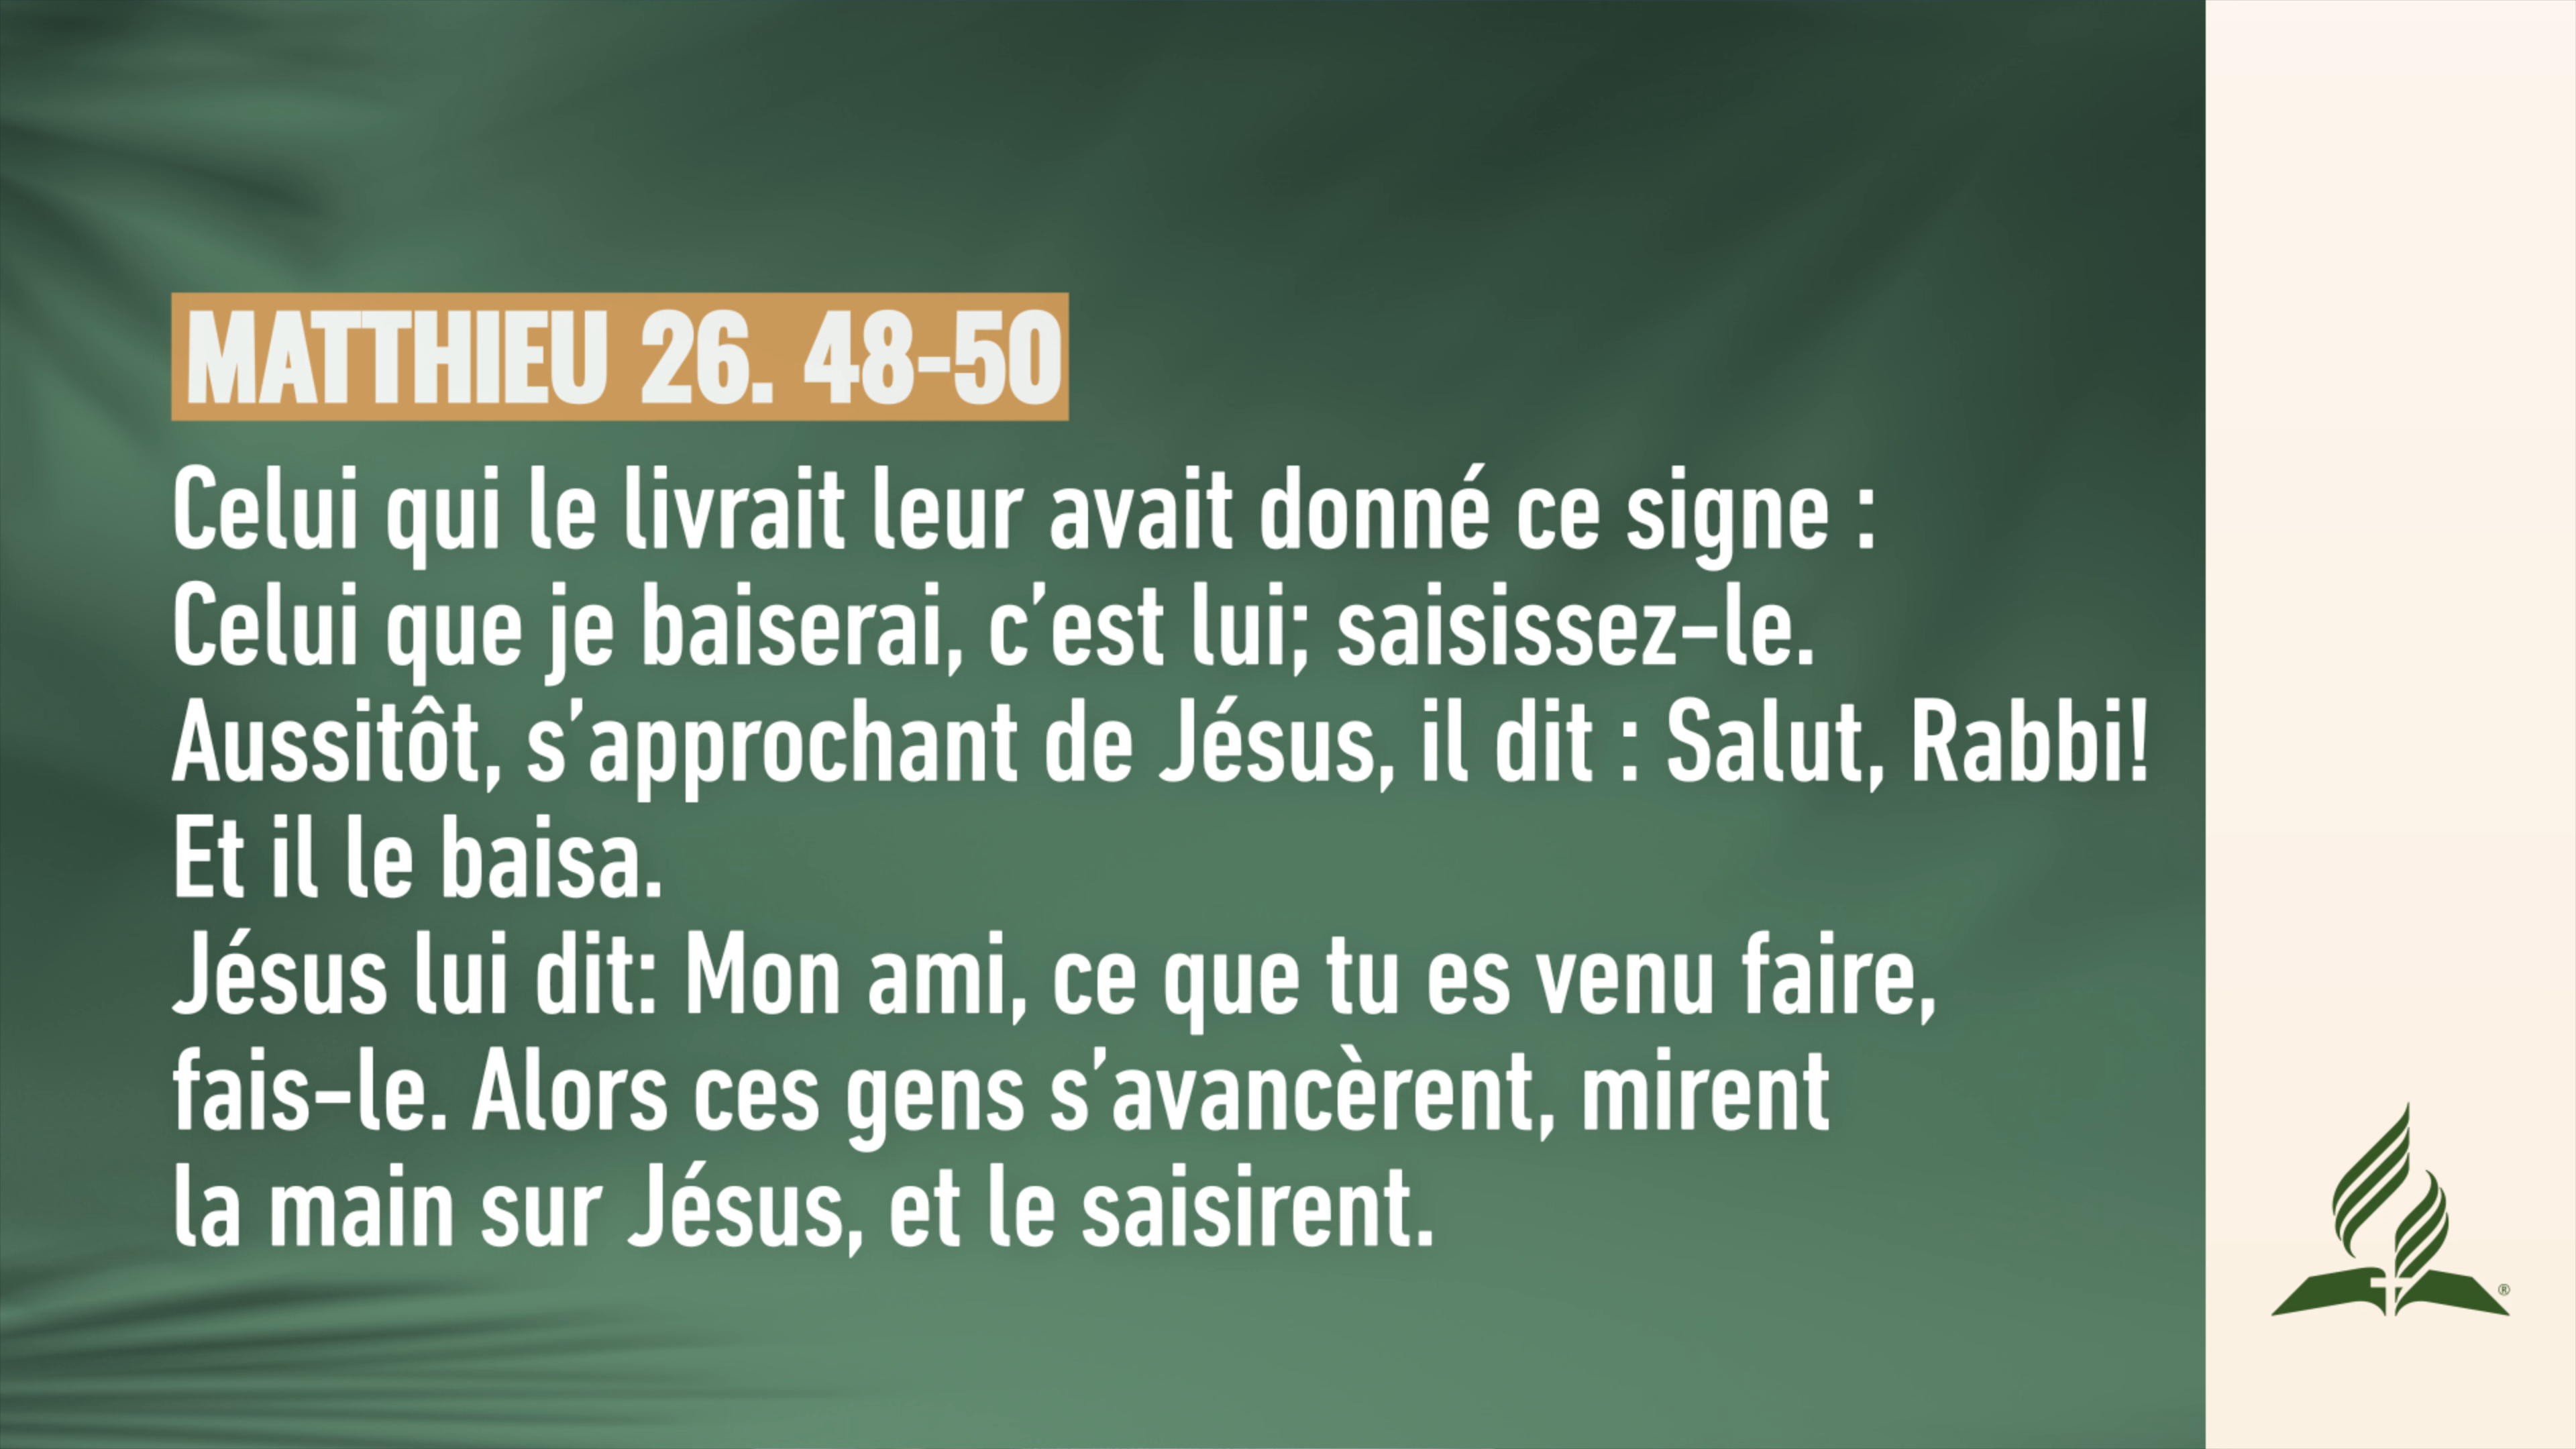 MATTHIEU 26. 48-50
Celui qui le livrait leur avait donné ce signe :
Celui que je baiserai, c’est lui; saisissez-le.
Aussitôt, s’approchant de Jésus, il dit : Salut, Rabbi!
Et il le baisa.
Jésus lui dit: Mon ami, ce que tu es venu faire,
fais-le. Alors ces gens s’avancèrent, mirent
la main sur Jésus, et le saisirent.
®